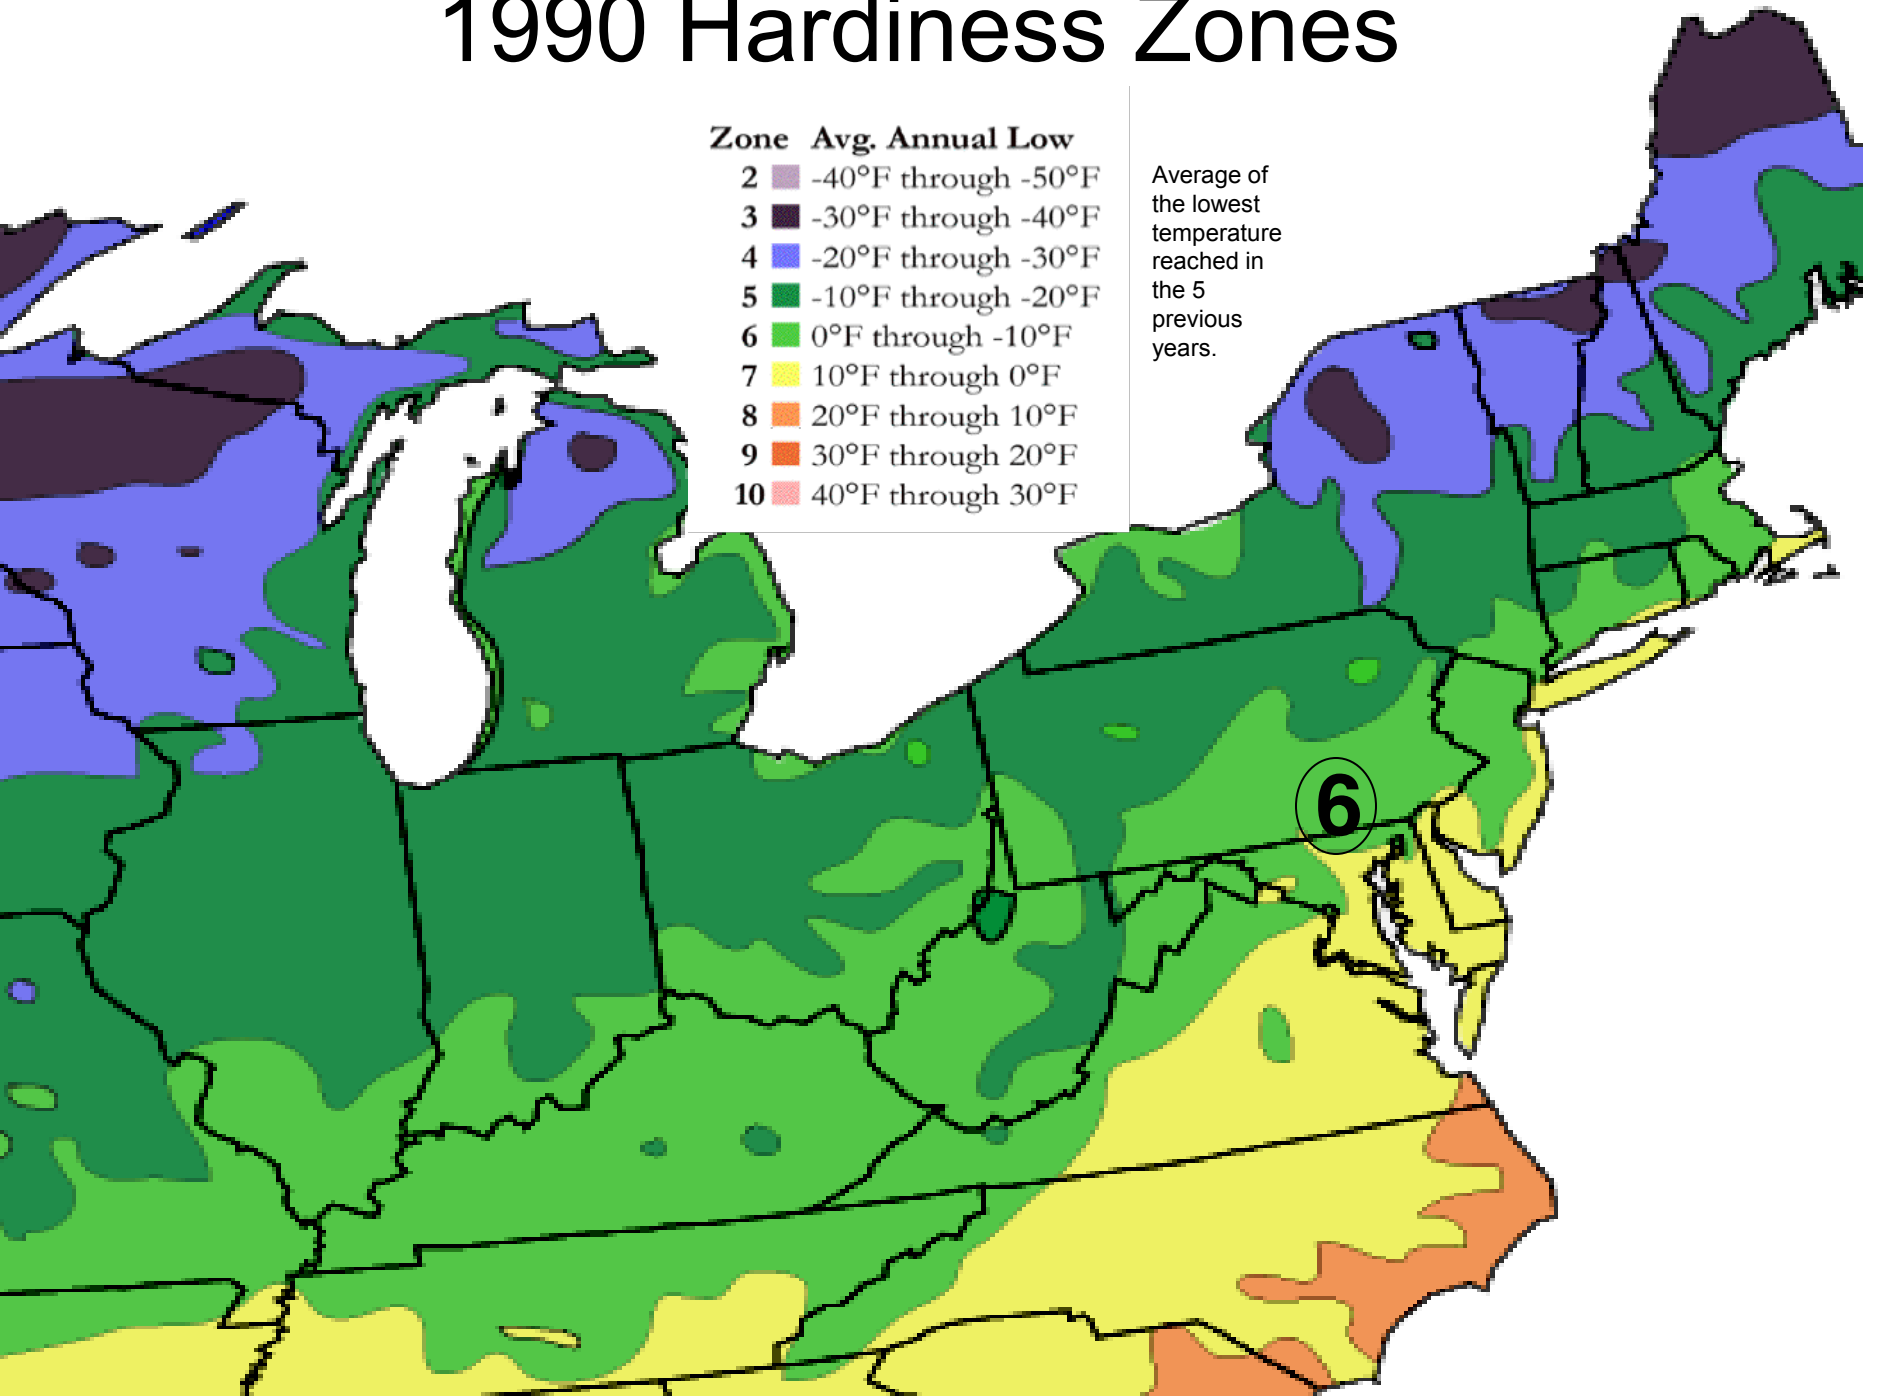 1990 Hardiness Zones
Zone Avg. Annual Low
2 -40°F through -50°F
3 -30°F through -40°F
4 -20°F through -30°F
5 -10°F through -20°F
6 0°F through -10°F
7 10°F through 0°F
8 20°F through 10°F
9 30°F through 20°F
10 40°F through 30°F
Average of
the lowest
temperature
reached in
the 5
previous
years.
6